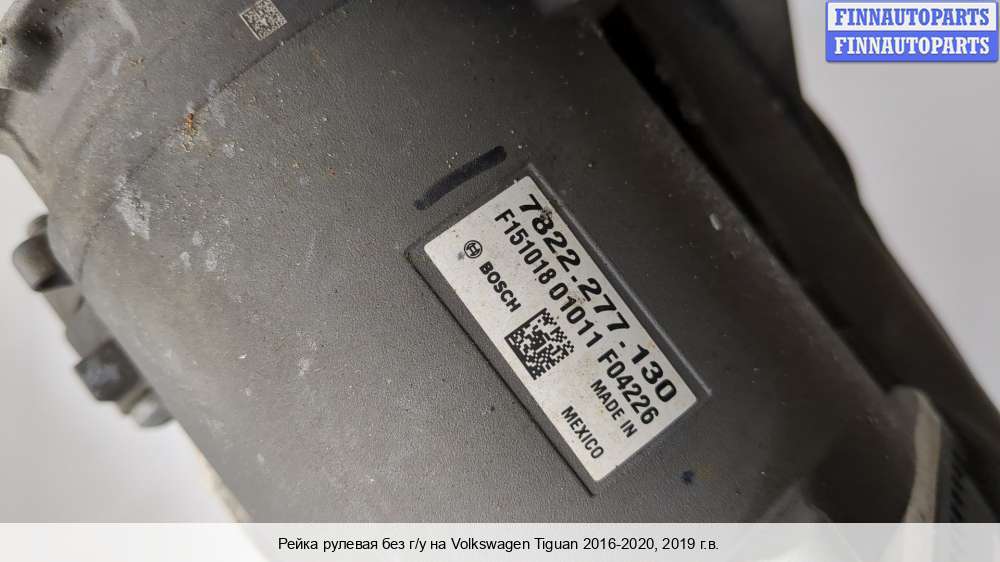 FINNAUTOPARTS
FINNAUTOPARTS
7822.277.130
F151018 01011 F04226
BOSCH
MADE IN
MEXICO
Рейка рулевая без г/у на Volkswagen Tiguan 2016-2020, 2019 г.в.